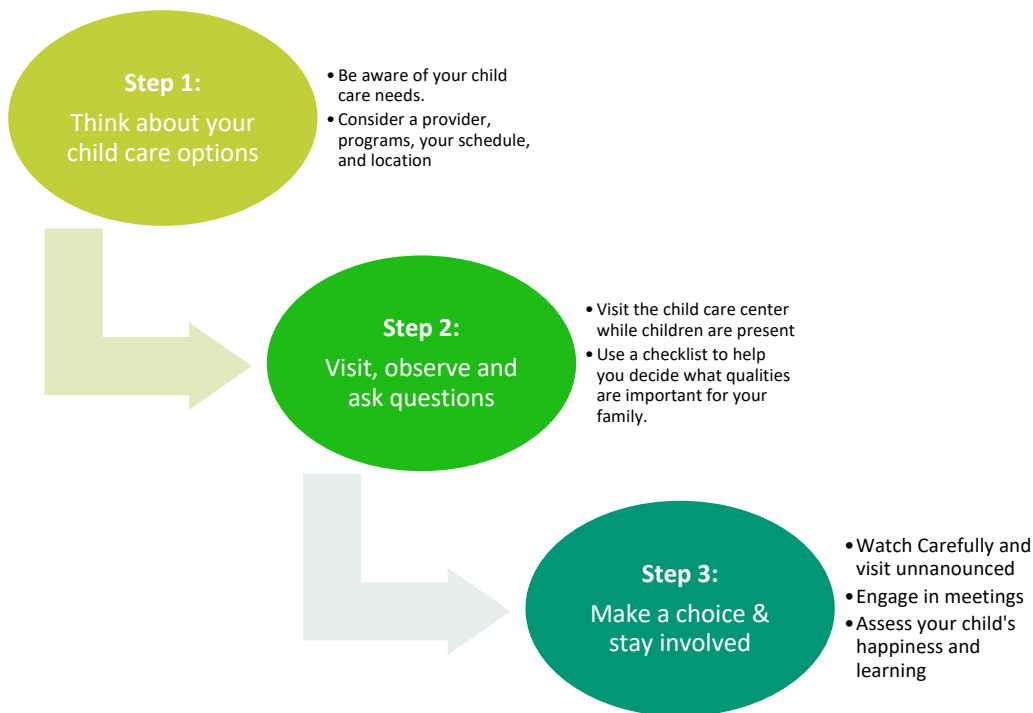 Step 1:
Think about your
child care options
• Be aware of your child
care needs.
• Consider a provider,
programs, your schedule,
and location
Step 2:
Visit, observe and
ask questions
• Visit the child care center
while children are present
• Use a checklist to help
you decide what qualities
are important for your
family.
Step 3:
Make a choice &
stay involved
• Watch Carefully and
visit unnanounced
• Engage in meetings
• Assess your child's
happiness and
learning